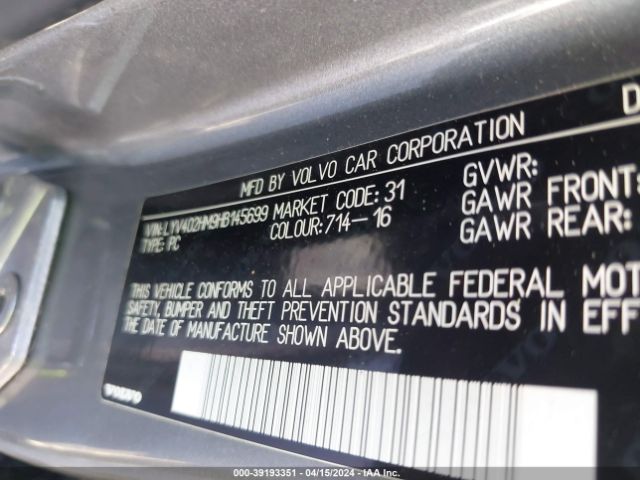 D
MFD BY VOLVO CAR CORPORATION
GVWR:
VIN: LYV402HM9HB145699 MARKET CODE: 31
GAWR FRONT:
TYPE: PC
COLOUR: 714-16
GAWR REAR:
THIS VEHICLE CONFORMS TO ALL APPLICABLE FEDERAL MOT
SAFETY, BUMPER AND THEFT PREVENTION STANDARDS IN EFF
THE DATE OF MANUFACTURE SHOWN ABOVE.
VOLVO
000-39193351 / 04/15/2024 - IAA Inc.